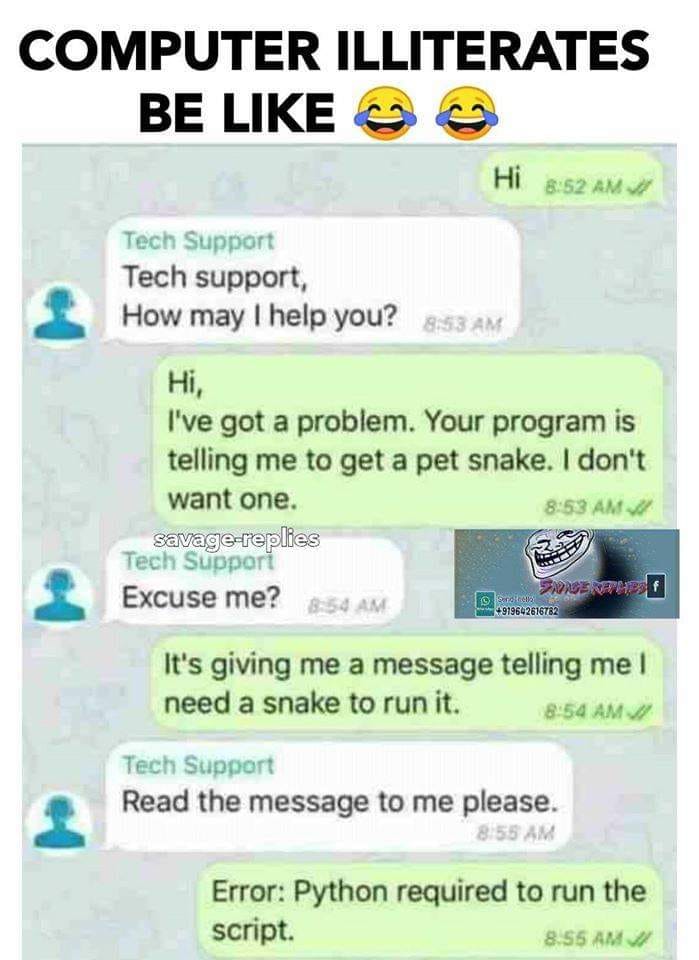 COMPUTER ILLITERATES
BE LIKE 😂 😂
Hi 8:52 AM
Tech Support
Tech support,
How may I help you? 8:53 AM
Hi,
I've got a problem. Your program is
telling me to get a pet snake. I don't
want one. 8:53 AM
savage-replies
Tech Support
Excuse me? 8:54 AM
SAVAGE REPLIES f
Send "hello"
+919642616782
It's giving me a message telling me I
need a snake to run it. 8:54 AM
Tech Support
Read the message to me please.
8:55 AM
Error: Python required to run the
script. 8:55 AM